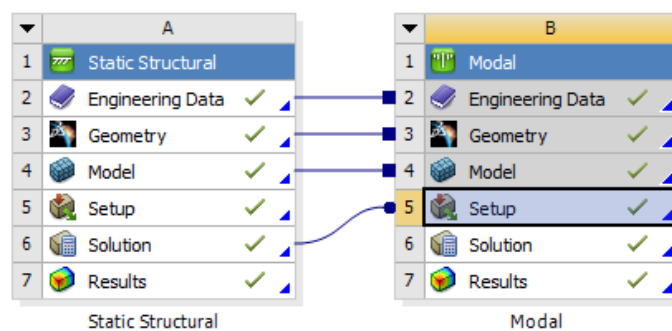 A
1 Static Structural
2 Engineering Data
3 Geometry
4 Model
5 Setup
6 Solution
7 Results
Static Structural
B
1 Modal
2 Engineering Data
3 Geometry
4 Model
5 Setup
6 Solution
7 Results
Modal